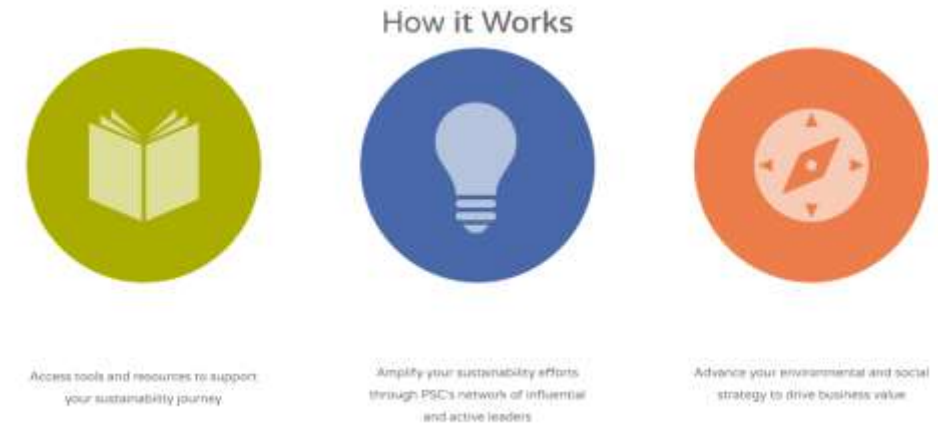 How it Works
Access tools and resources to support
your sustainability journey
Amplify your sustainability efforts
through PSC's network of influential
and active leaders
Advance your environmental and social
strategy to drive business value